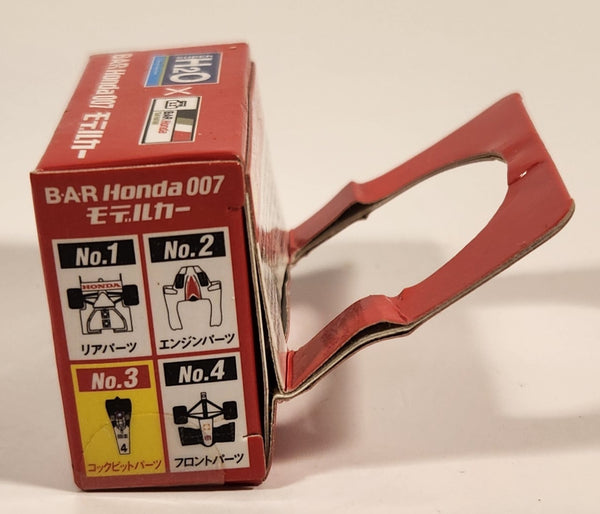 H2O
×
B·A·R Honda
B·A·R Honda 007 モデルカー
B·A·R Honda 007
モデルカー
No.1
No.2
HONDA
リアパーツ
エンジンパーツ
No.3
No.4
4
コックピットパーツ
フロントパーツ